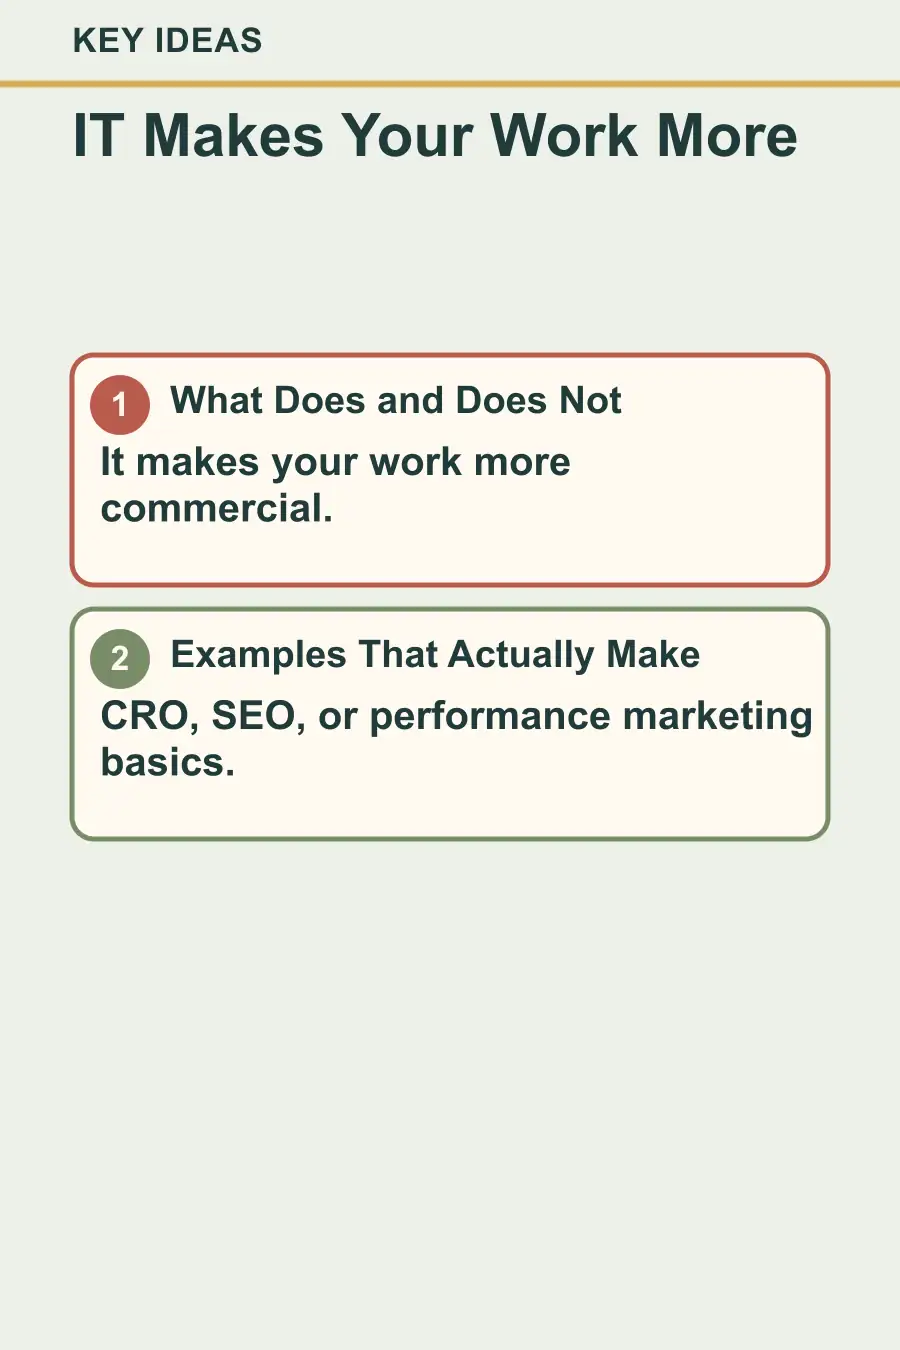 KEY IDEAS
IT Makes Your Work More
1 What Does and Does Not
It makes your work more
commercial.
2 Examples That Actually Make
CRO, SEO, or performance marketing
basics.